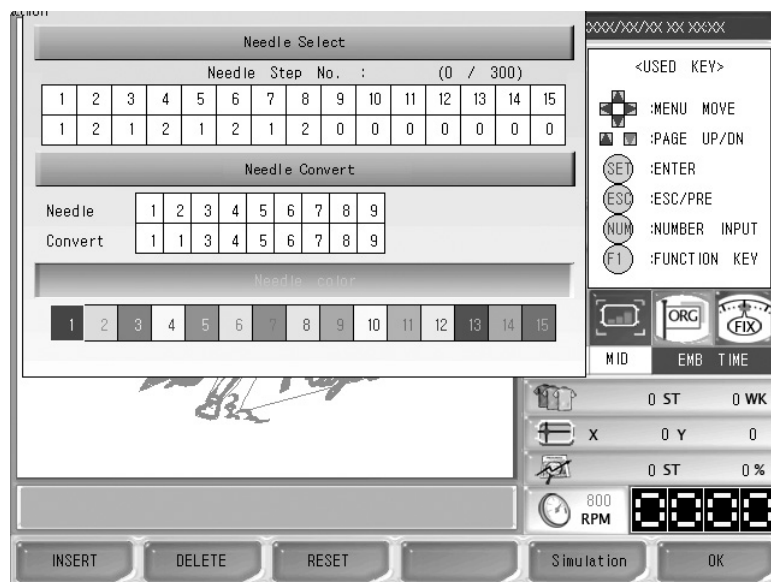 XXX/XX/XX XX XX:XX
Needle Select
Needle Step No. : (0 / 300)
1 2 3 4 5 6 7 8 9 10 11 12 13 14 15
1 2 1 2 1 2 1 2 0 0 0 0 0 0 0
Needle Convert
Needle 1 2 3 4 5 6 7 8 9
Convert 1 1 3 4 5 6 7 8 9
Needle color
1 2 3 4 5 6 7 8 9 10 11 12 13 14 15
<USED KEY>
:MENU MOVE
:PAGE UP/DN
SET :ENTER
ESC :ESC/PRE
NUM :NUMBER INPUT
F1 :FUNCTION KEY
ORG FIX
MID EMB TIME
0 ST 0 WK
X 0 Y 0
0 ST 0 %
800 RPM 0000
INSERT DELETE RESET Simulation OK